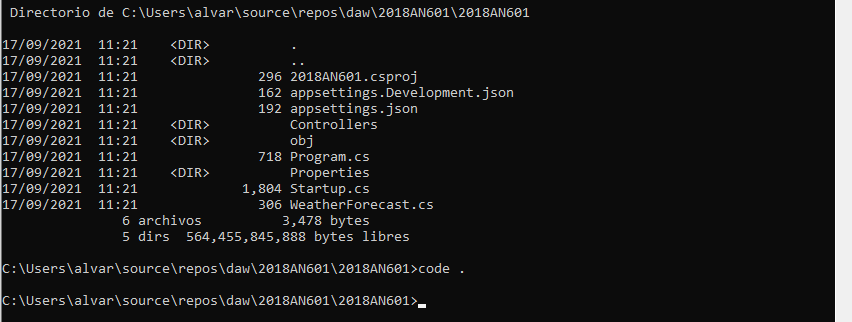 Directorio de C:\Users\alvar\source\repos\daw\2018AN601\2018AN601
17/09/2021  11:21    <DIR>          .
17/09/2021  11:21    <DIR>          ..
17/09/2021  11:21               296 2018AN601.csproj
17/09/2021  11:21               162 appsettings.Development.json
17/09/2021  11:21               192 appsettings.json
17/09/2021  11:21    <DIR>          Controllers
17/09/2021  11:21    <DIR>          obj
17/09/2021  11:21               718 Program.cs
17/09/2021  11:21    <DIR>          Properties
17/09/2021  11:21             1,804 Startup.cs
17/09/2021  11:21               306 WeatherForecast.cs
6 archivos          3,478 bytes
5 dirs  564,455,845,888 bytes libres
C:\Users\alvar\source\repos\daw\2018AN601\2018AN601>code .
C:\Users\alvar\source\repos\daw\2018AN601\2018AN601>